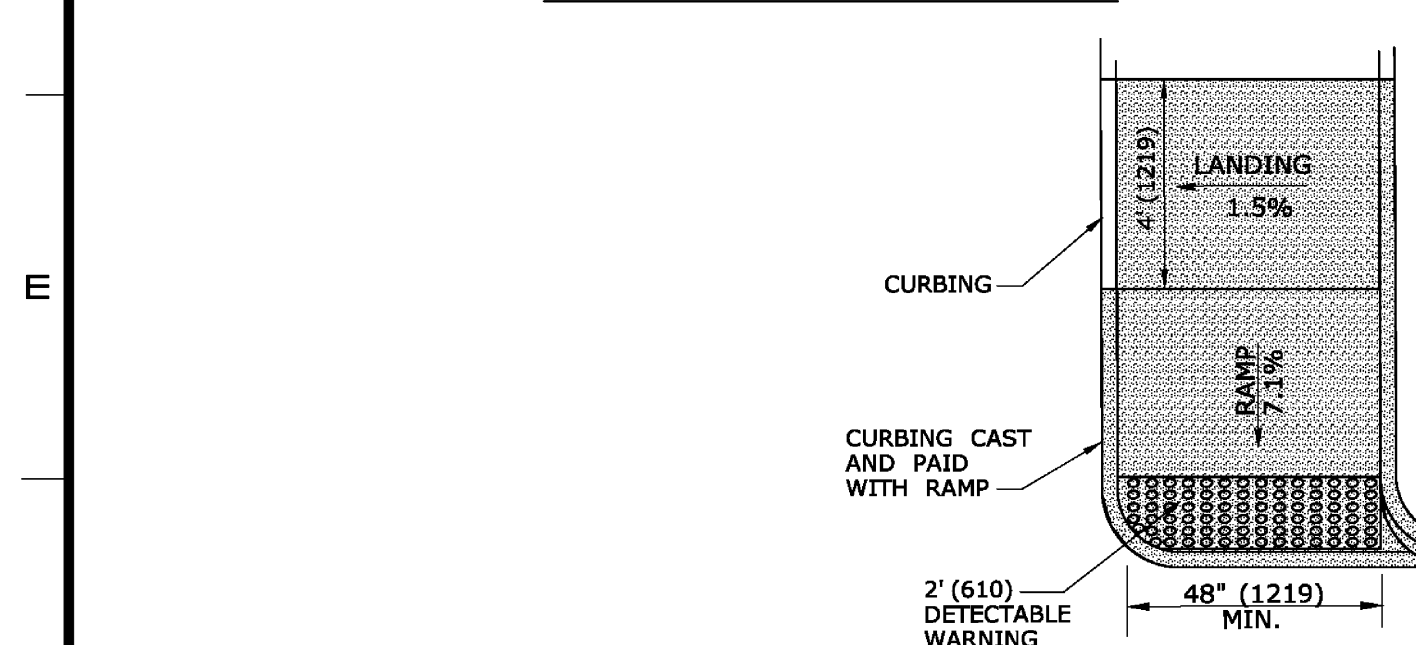 4' (1219)
LANDING
1.5%
E
CURBING
RAMP
7.1%
CURBING CAST
AND PAID
WITH RAMP
2' (610)
DETECTABLE
WARNING
48" (1219)
MIN.